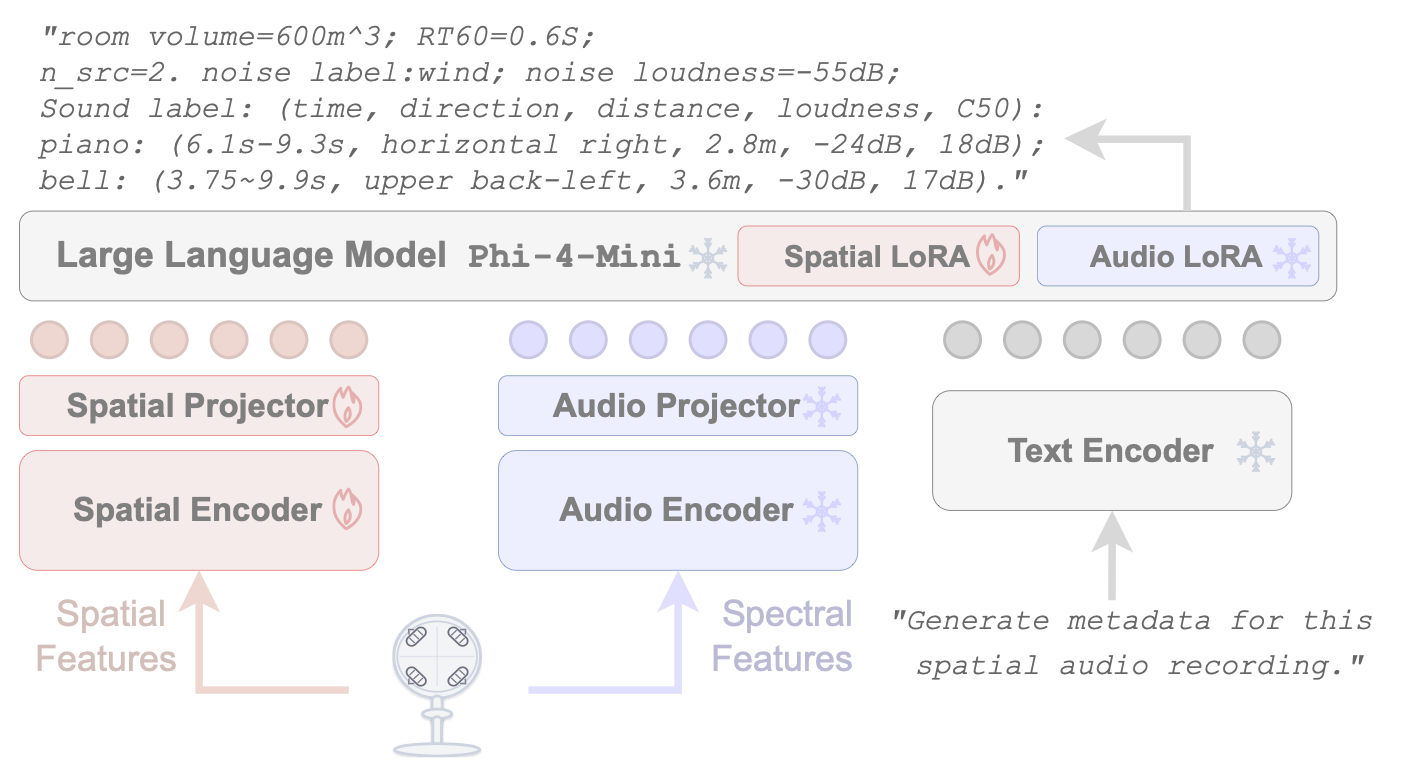 "room volume=600m^3; RT60=0.6S;
n_src=2. noise label:wind; noise loudness=-55dB;
Sound label: (time, direction, distance, loudness, C50):
piano: (6.1s-9.3s, horizontal right, 2.8m, -24dB, 18dB);
bell: (3.75~9.9s, upper back-left, 3.6m, -30dB, 17dB)."
Large Language Model Phi-4-Mini
Spatial LoRA
Audio LoRA
Spatial Projector
Audio Projector
Text Encoder
Spatial Encoder
Audio Encoder
Spatial
Features
Spectral
Features
"Generate metadata for this
spatial audio recording."